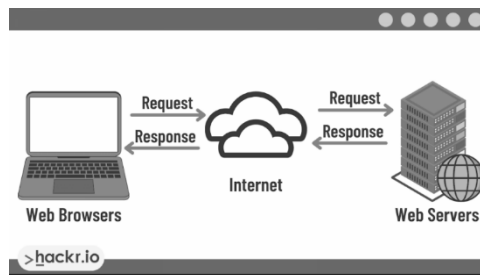 Request
Request
Response
Response
Internet
Web Browsers
Web Servers
>hackr.io